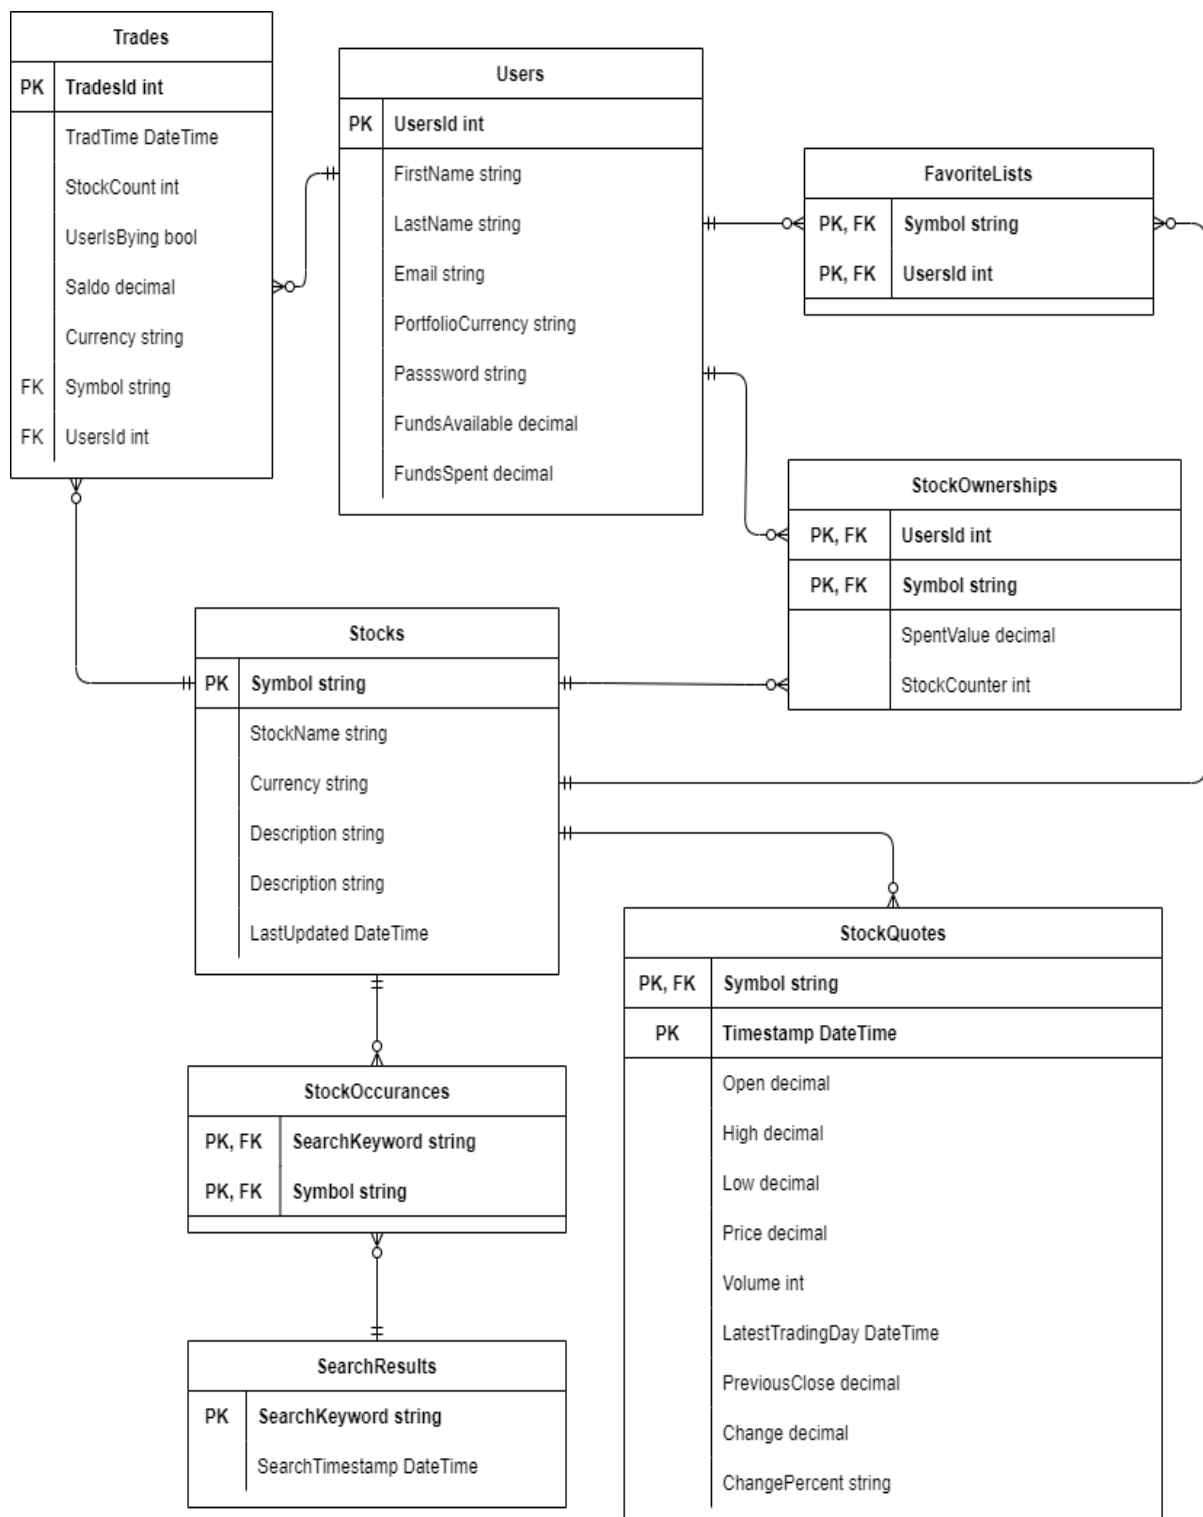 Trades
PK TradesId int
TradTime DateTime
StockCount int
UserIsBying bool
Saldo decimal
Currency string
FK Symbol string
FK UsersId int
Users
PK UsersId int
FirstName string
LastName string
Email string
PortfolioCurrency string
Passsword string
FundsAvailable decimal
FundsSpent decimal
FavoriteLists
PK, FK Symbol string
PK, FK UsersId int
StockOwnerships
PK, FK UsersId int
PK, FK Symbol string
SpentValue decimal
StockCounter int
Stocks
PK Symbol string
StockName string
Currency string
Description string
Description string
LastUpdated DateTime
StockQuotes
PK, FK Symbol string
PK Timestamp DateTime
Open decimal
High decimal
Low decimal
Price decimal
Volume int
LatestTradingDay DateTime
PreviousClose decimal
Change decimal
ChangePercent string
StockOccurances
PK, FK SearchKeyword string
PK, FK Symbol string
SearchResults
PK SearchKeyword string
SearchTimestamp DateTime